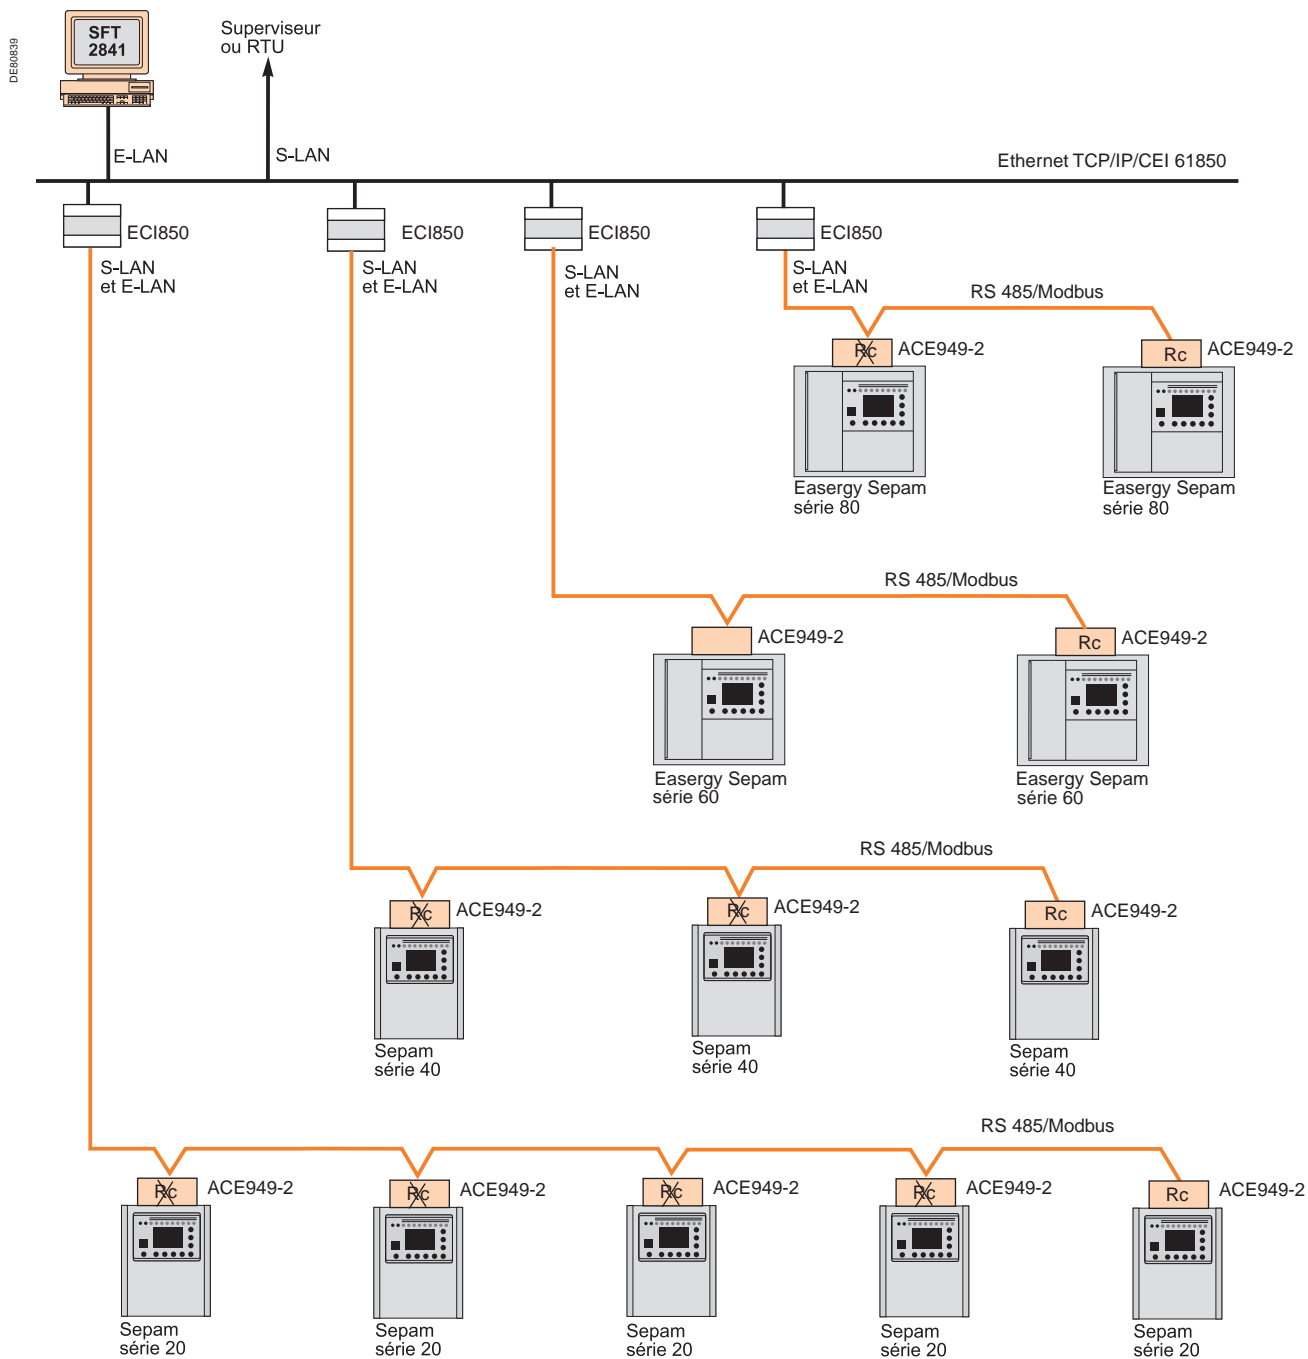 DE80839
SFT
2841
Superviseur
ou RTU
E-LAN
S-LAN
Ethernet TCP/IP/CEI 61850
ECI850
ECI850
ECI850
ECI850
S-LAN
et E-LAN
S-LAN
et E-LAN
S-LAN
et E-LAN
S-LAN
et E-LAN
RS 485/Modbus
Rc
ACE949-2
Rc
ACE949-2
Easergy Sepam
série 80
Easergy Sepam
série 80
RS 485/Modbus
ACE949-2
Rc
ACE949-2
Easergy Sepam
série 60
Easergy Sepam
série 60
RS 485/Modbus
Rc
ACE949-2
Rc
ACE949-2
Rc
ACE949-2
Sepam
série 40
Sepam
série 40
Sepam
série 40
RS 485/Modbus
Rc
ACE949-2
Rc
ACE949-2
Rc
ACE949-2
Rc
ACE949-2
Rc
ACE949-2
Sepam
série 20
Sepam
série 20
Sepam
série 20
Sepam
série 20
Sepam
série 20